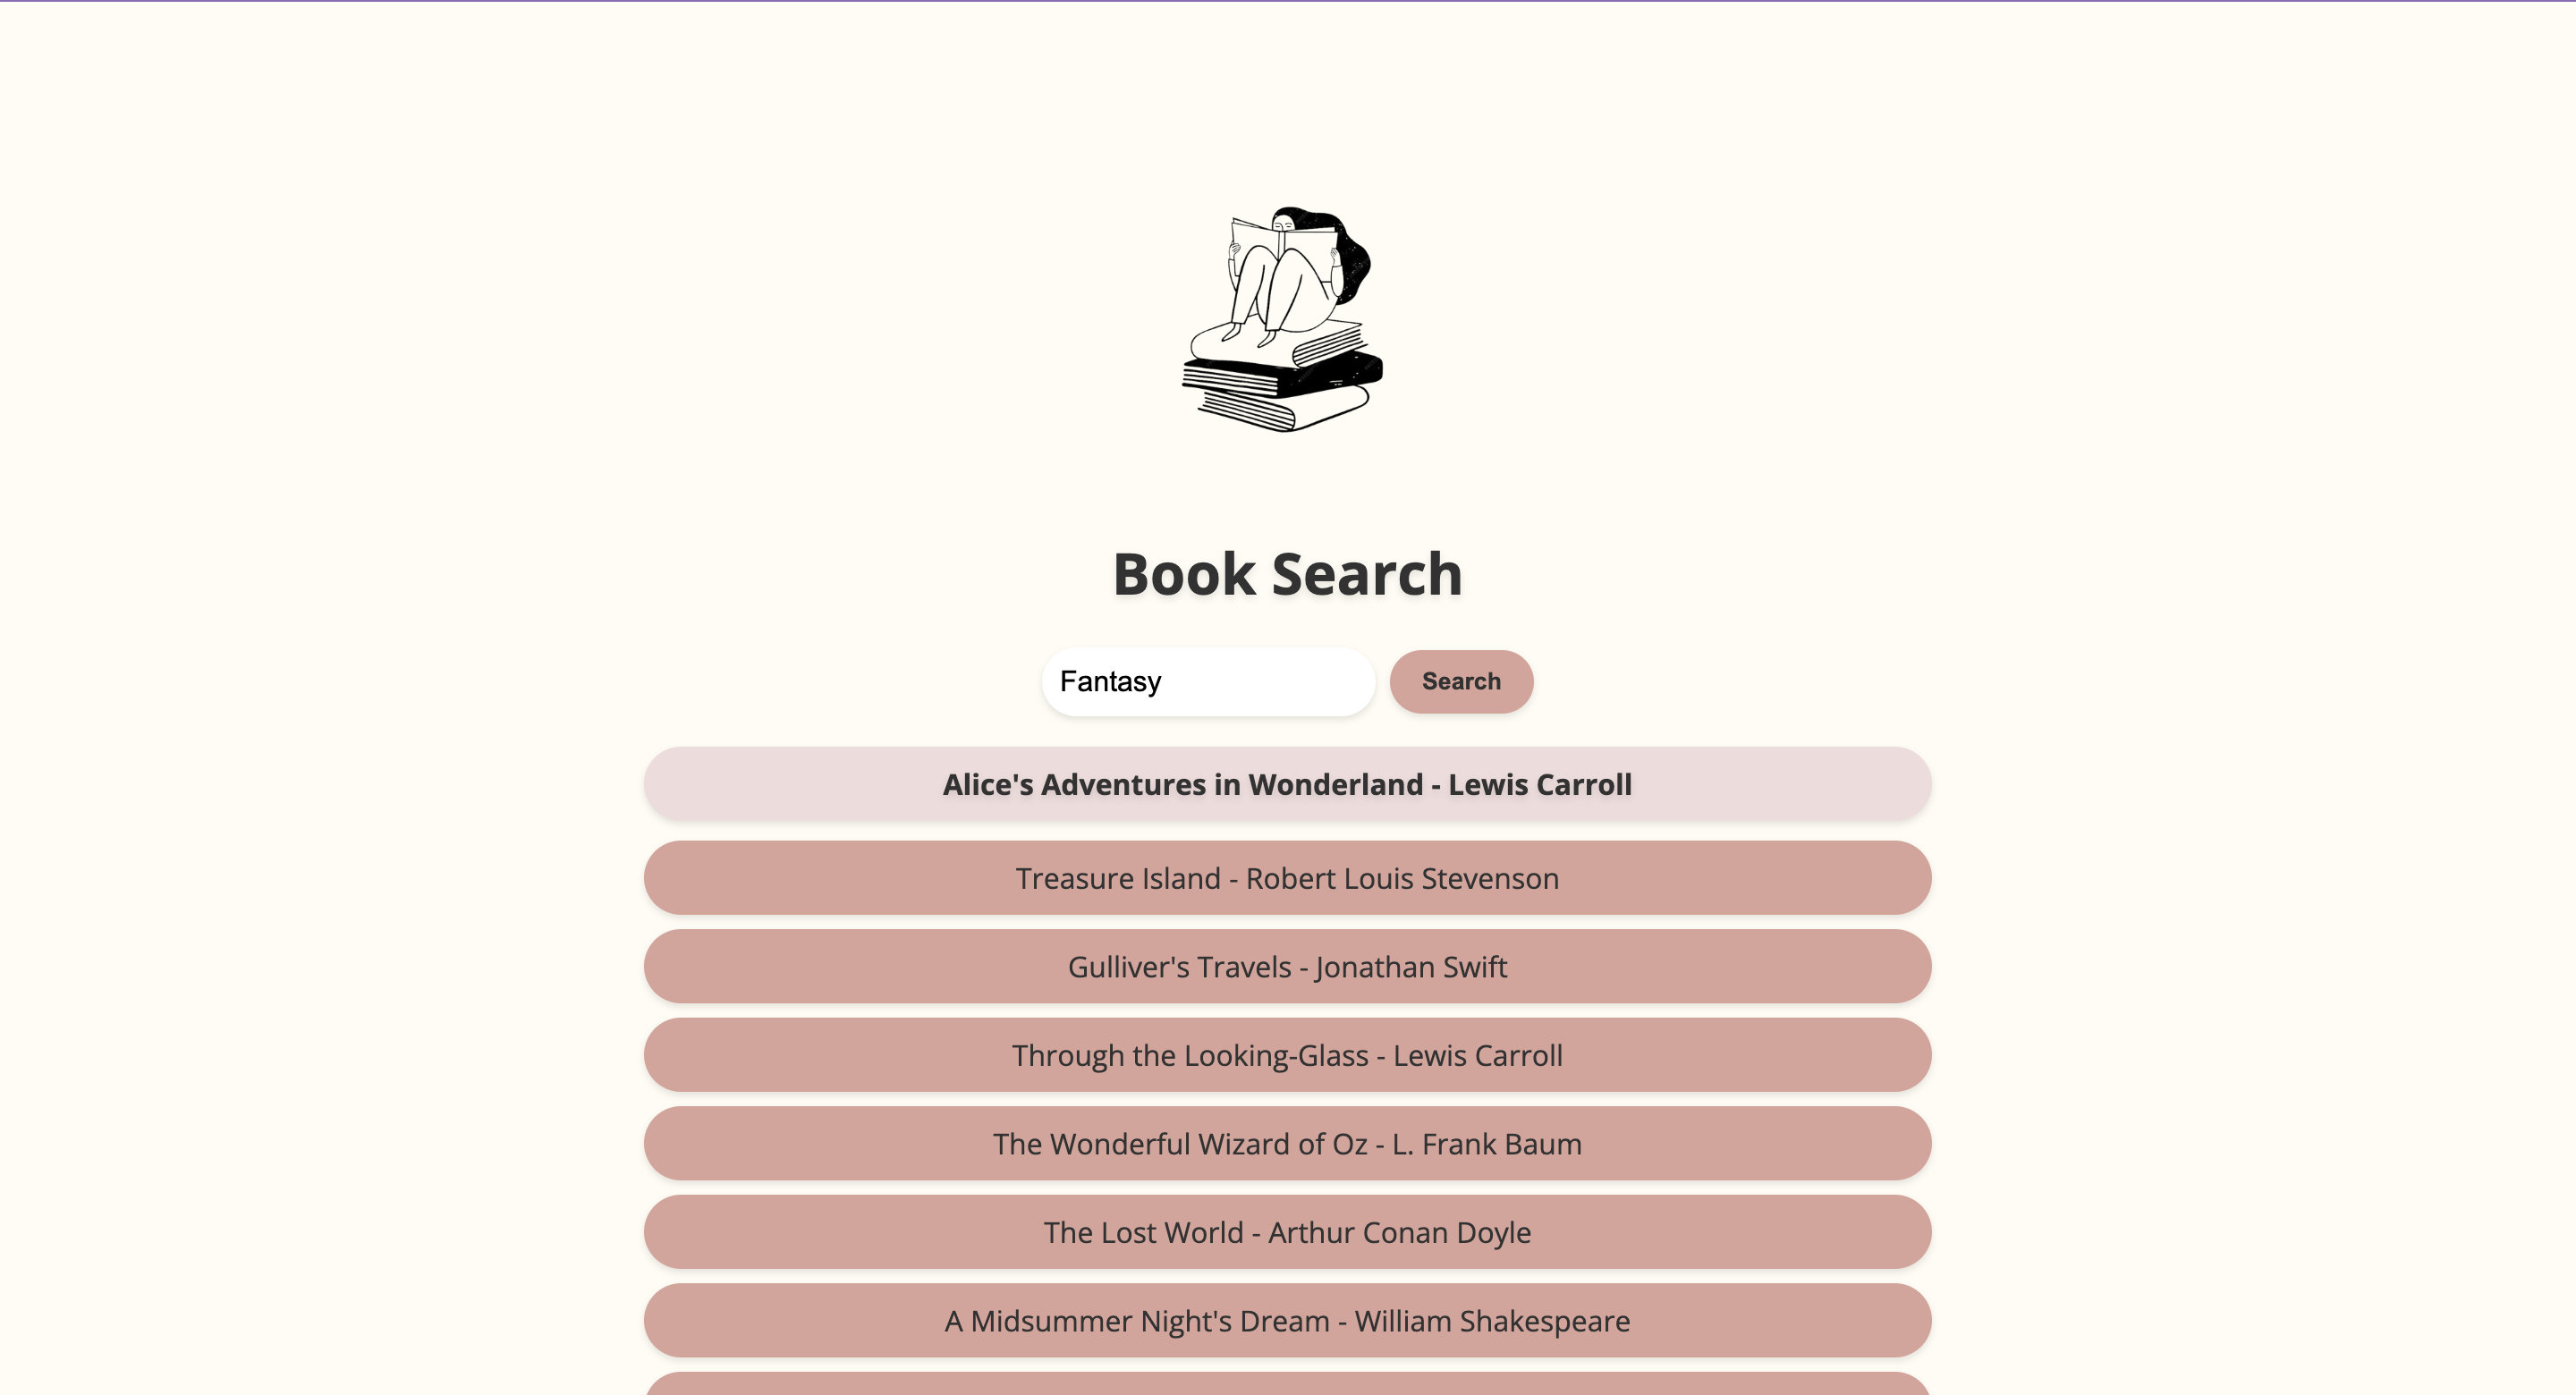 Book Search
Fantasy
Search
Alice's Adventures in Wonderland - Lewis Carroll
Treasure Island - Robert Louis Stevenson
Gulliver's Travels - Jonathan Swift
Through the Looking-Glass - Lewis Carroll
The Wonderful Wizard of Oz - L. Frank Baum
The Lost World - Arthur Conan Doyle
A Midsummer Night's Dream - William Shakespeare